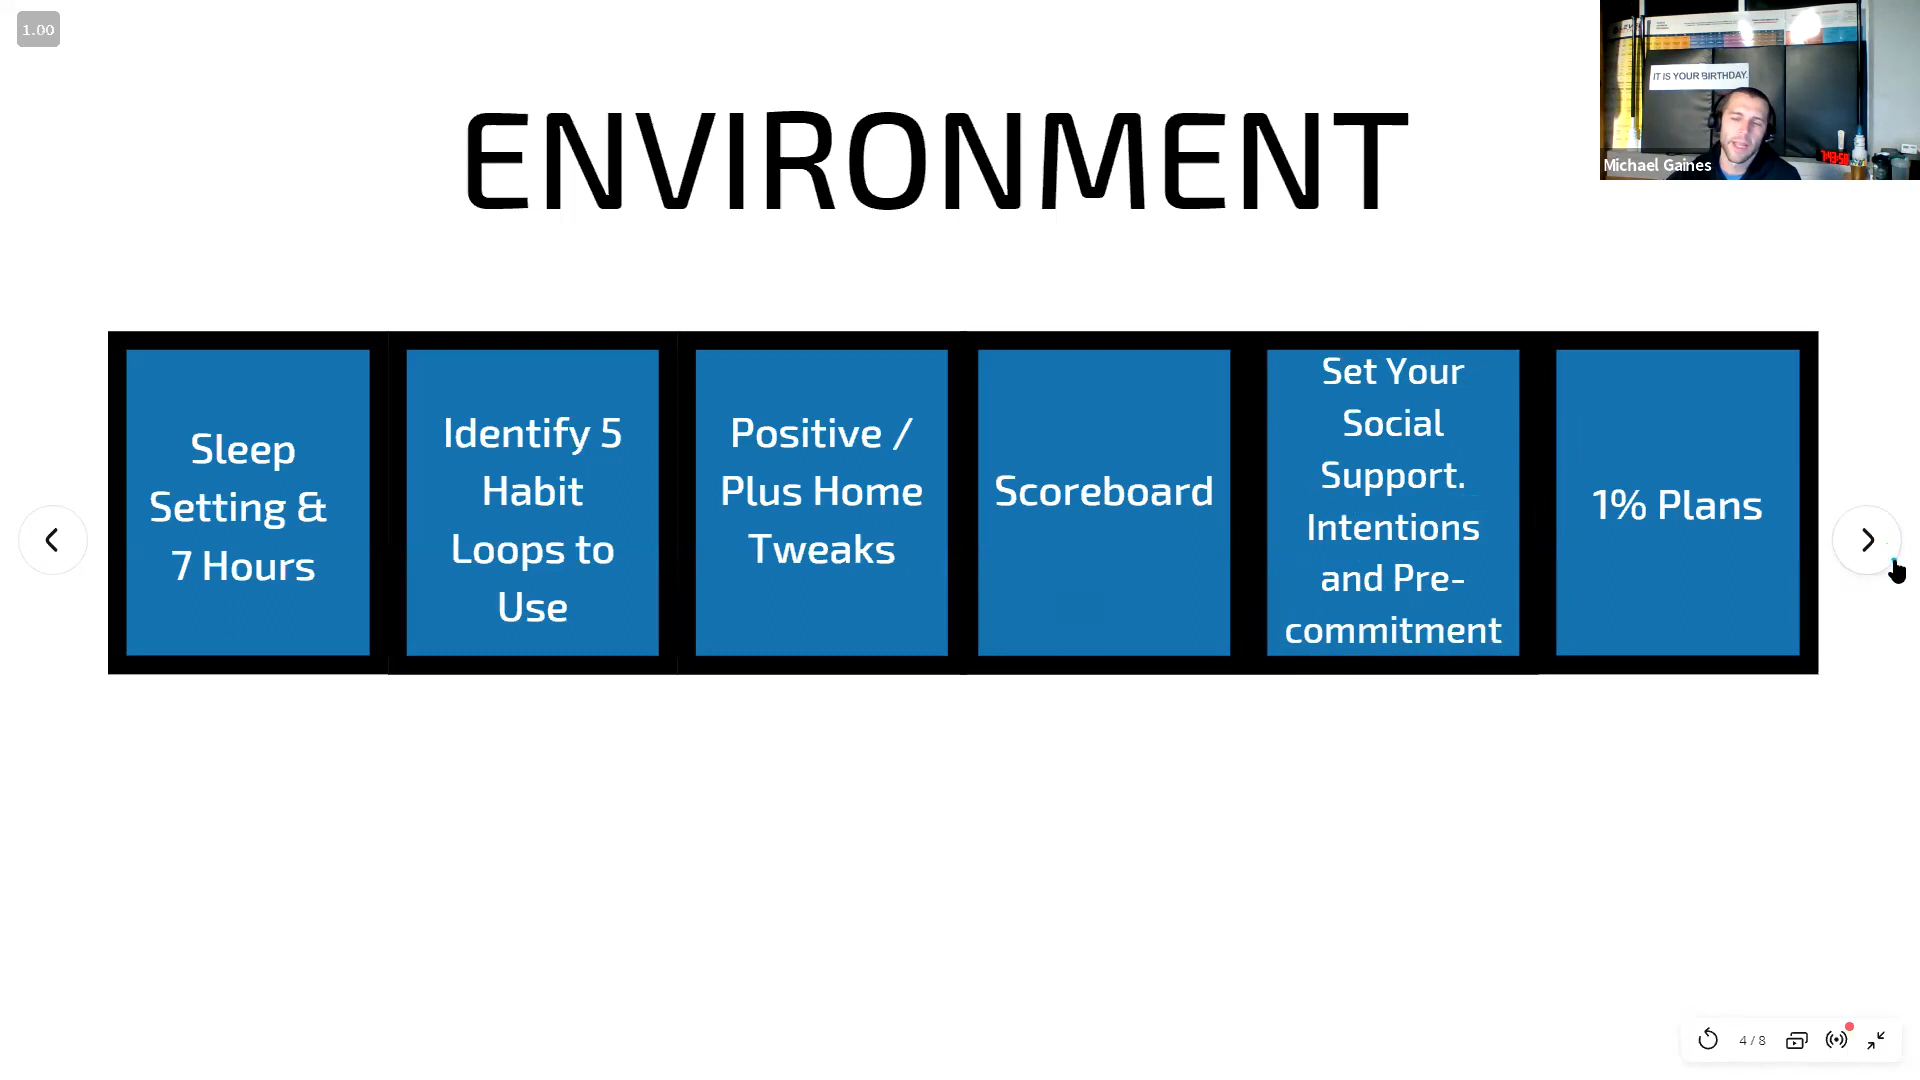 1.00
IT IS YOUR BIRTHDAY.
Michael Gaines
ENVIRONMENT
Sleep
Setting &
7 Hours
Identify 5
Habit
Loops to
Use
Positive /
Plus Home
Tweaks
Scoreboard
Set Your
Social
Support.
Intentions
and Pre-
commitment
1% Plans
4 / 8